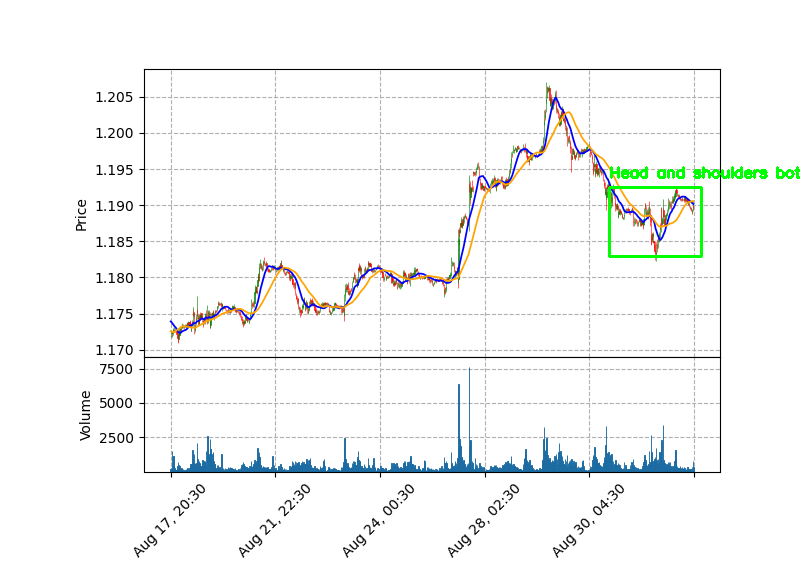 1.205
1.200
1.195
Head and shoulders bot
1.190
1.185
1.180
1.175
1.170
Price
7500
5000
2500
Volume
Aug 17, 20:30
Aug 21, 22:30
Aug 24, 00:30
Aug 28, 02:30
Aug 30, 04:30